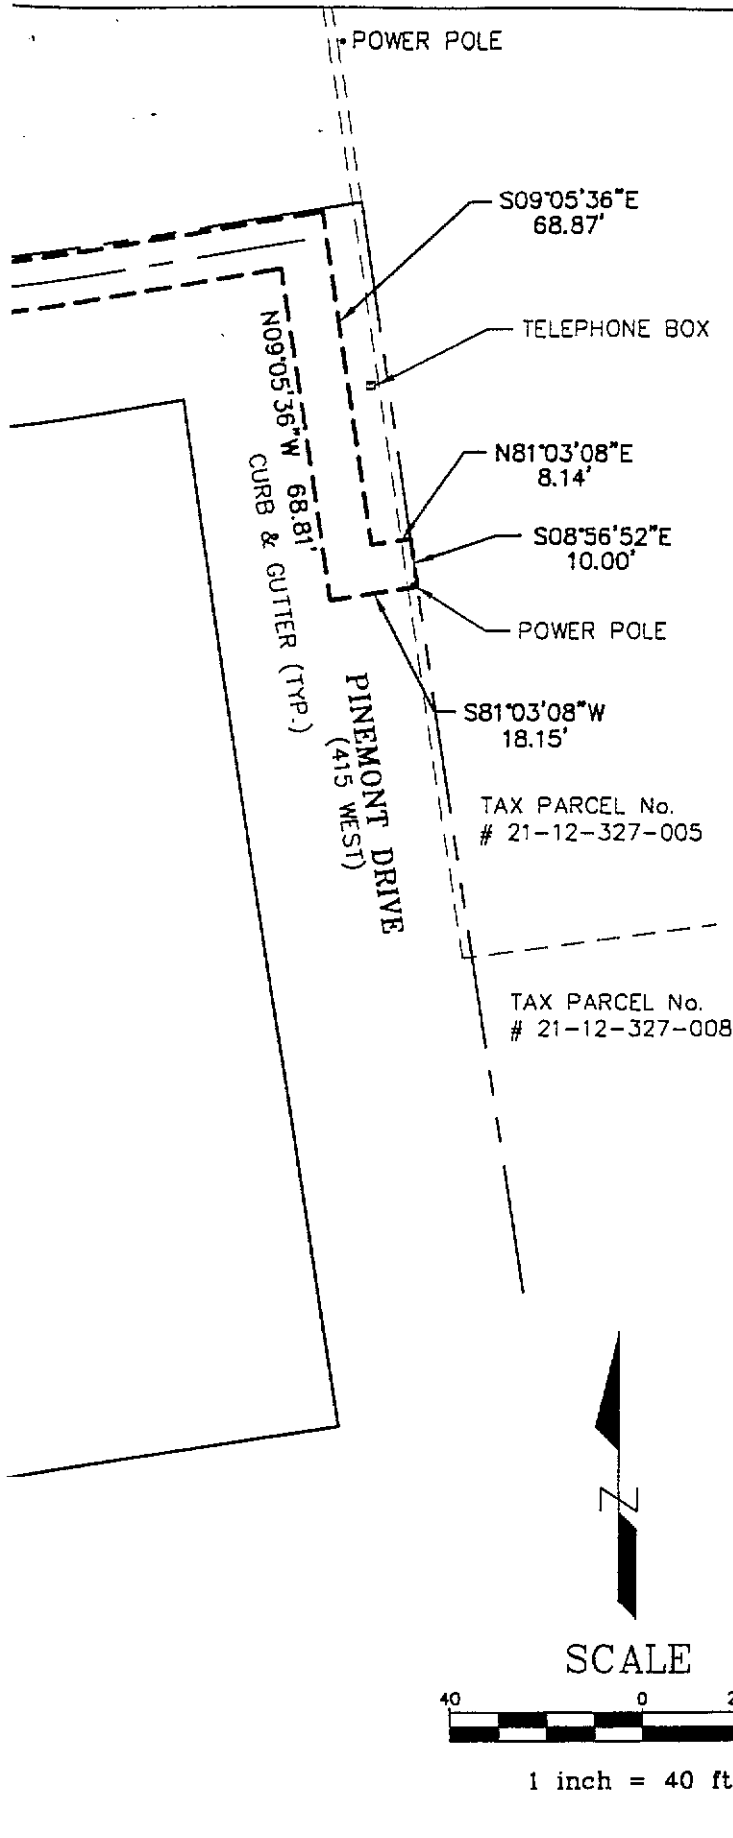 POWER POLE
S09°05'36"E
68.87'
TELEPHONE BOX
N09°05'36"W 68.81'
CURB & GUTTER (TYP.)
N81°03'08"E
8.14'
S08°56'52"E
10.00'
POWER POLE
S81°03'08"W
18.15'
PINEMONT DRIVE
(415 WEST)
TAX PARCEL No.
# 21-12-327-005
TAX PARCEL No.
# 21-12-327-008
N
SCALE
40 0 2
1 inch = 40 ft